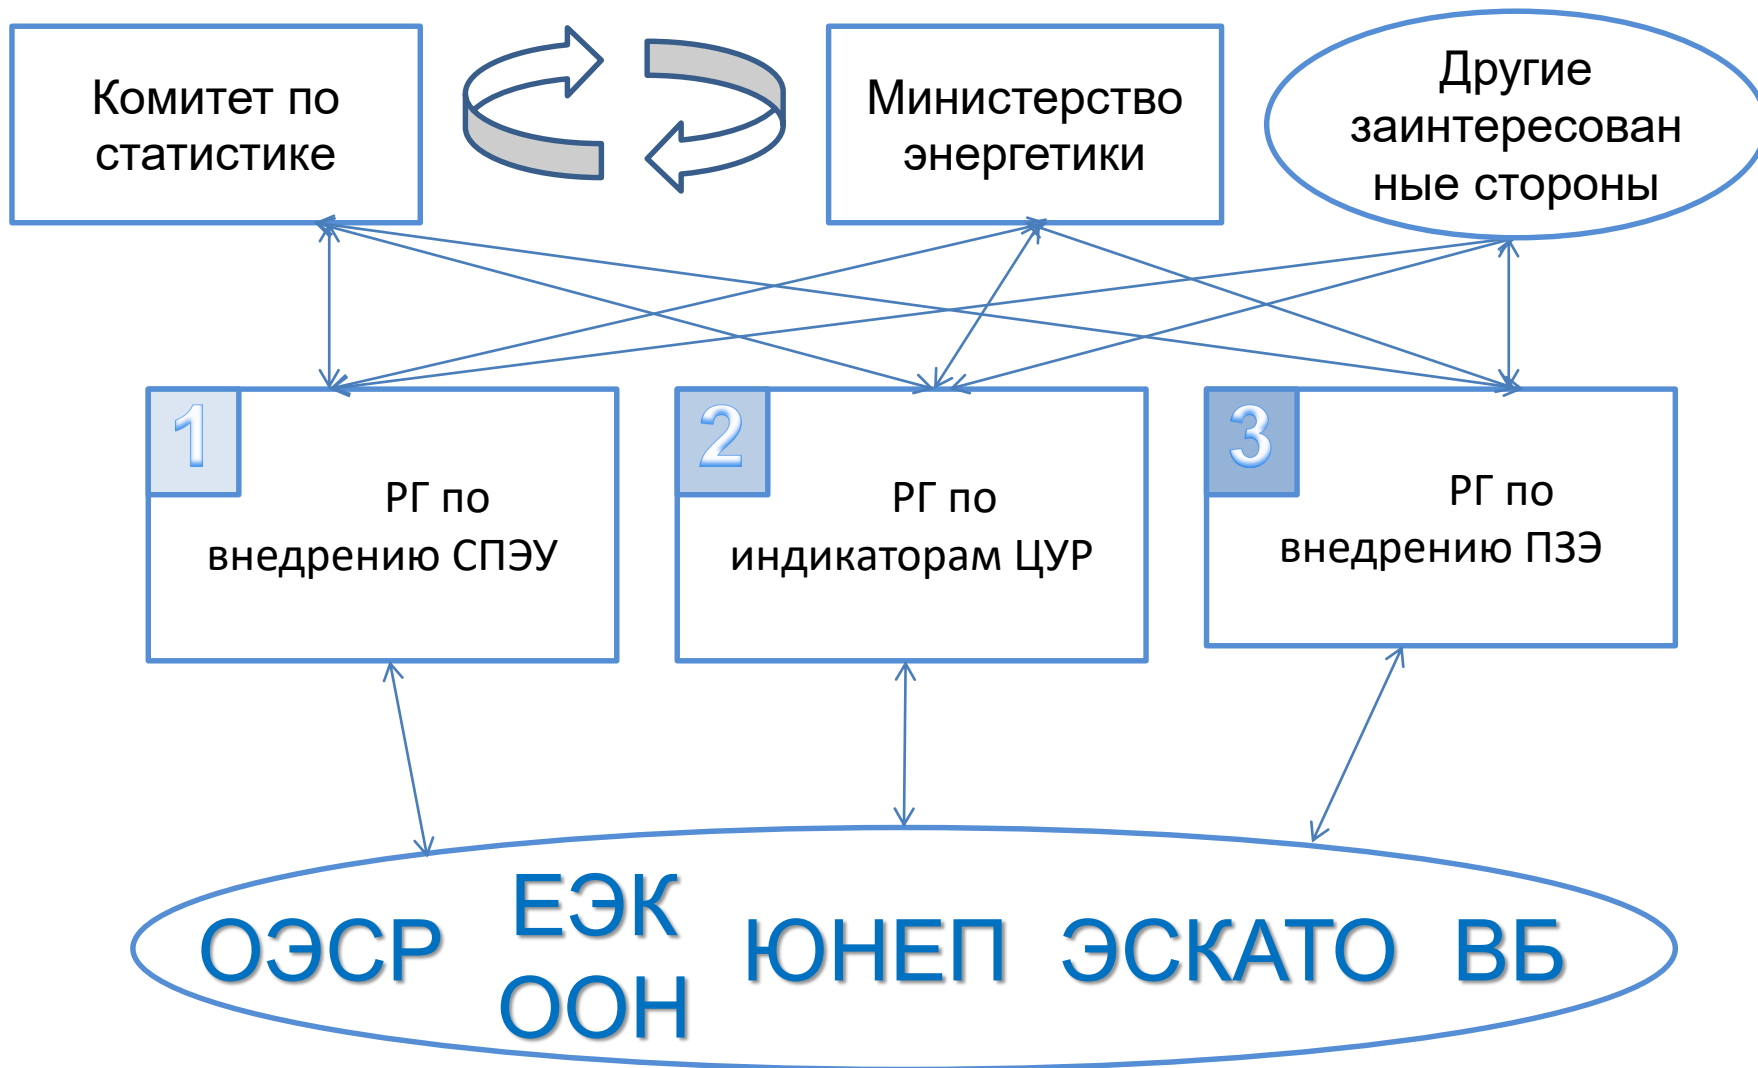 Комитет по
статистике
Министерство
энергетики
Другие
заинтересован
ные стороны
1
РГ по
внедрению СПЭУ
2
РГ по
индикаторам ЦУР
3
РГ по
внедрению ПЗЭ
ОЭСР
ЕЭК
ООН
ЮНЕП
ЭСКАТО
ВБ